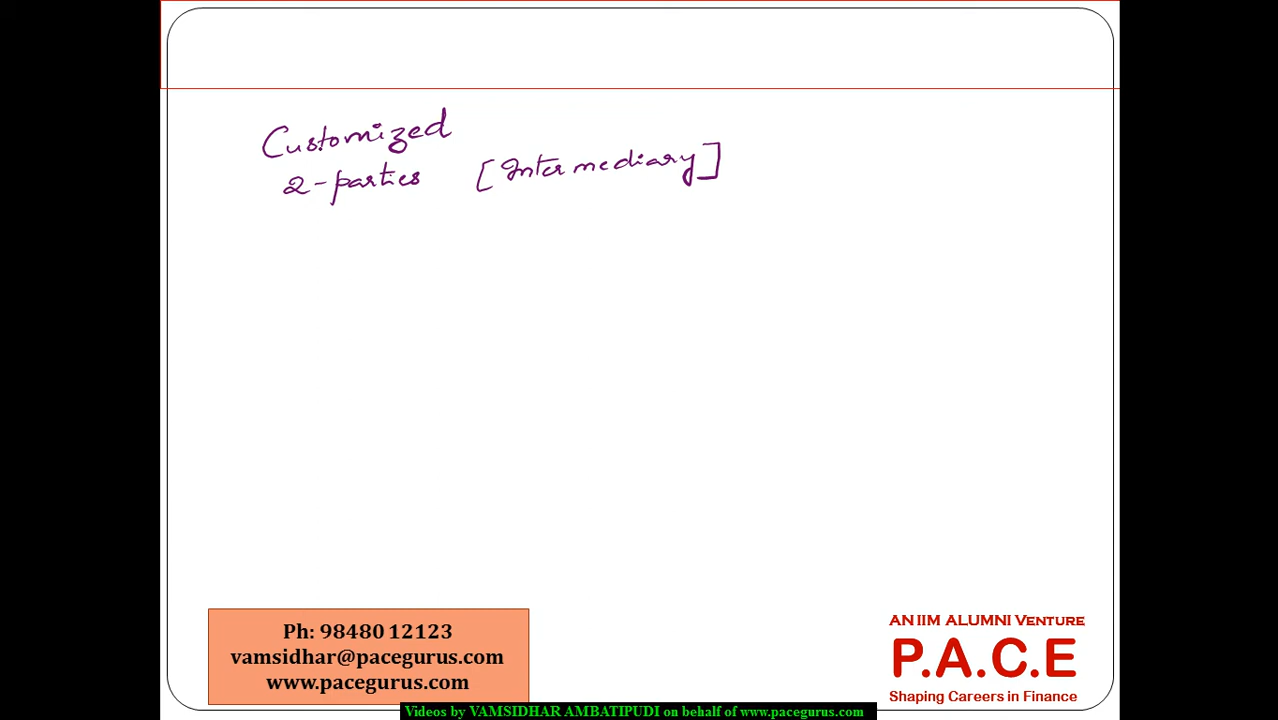 Customized
2-parties [Intermediary]
Ph: 98480 12123
vamsidhar@pacegurus.com
www.pacegurus.com
AN IIM ALUMNI VENTURE
P.A.C.E
Shaping Careers in Finance
Videos by VAMSIDHAR AMBATIPUDI on behalf of www.pacegurus.com